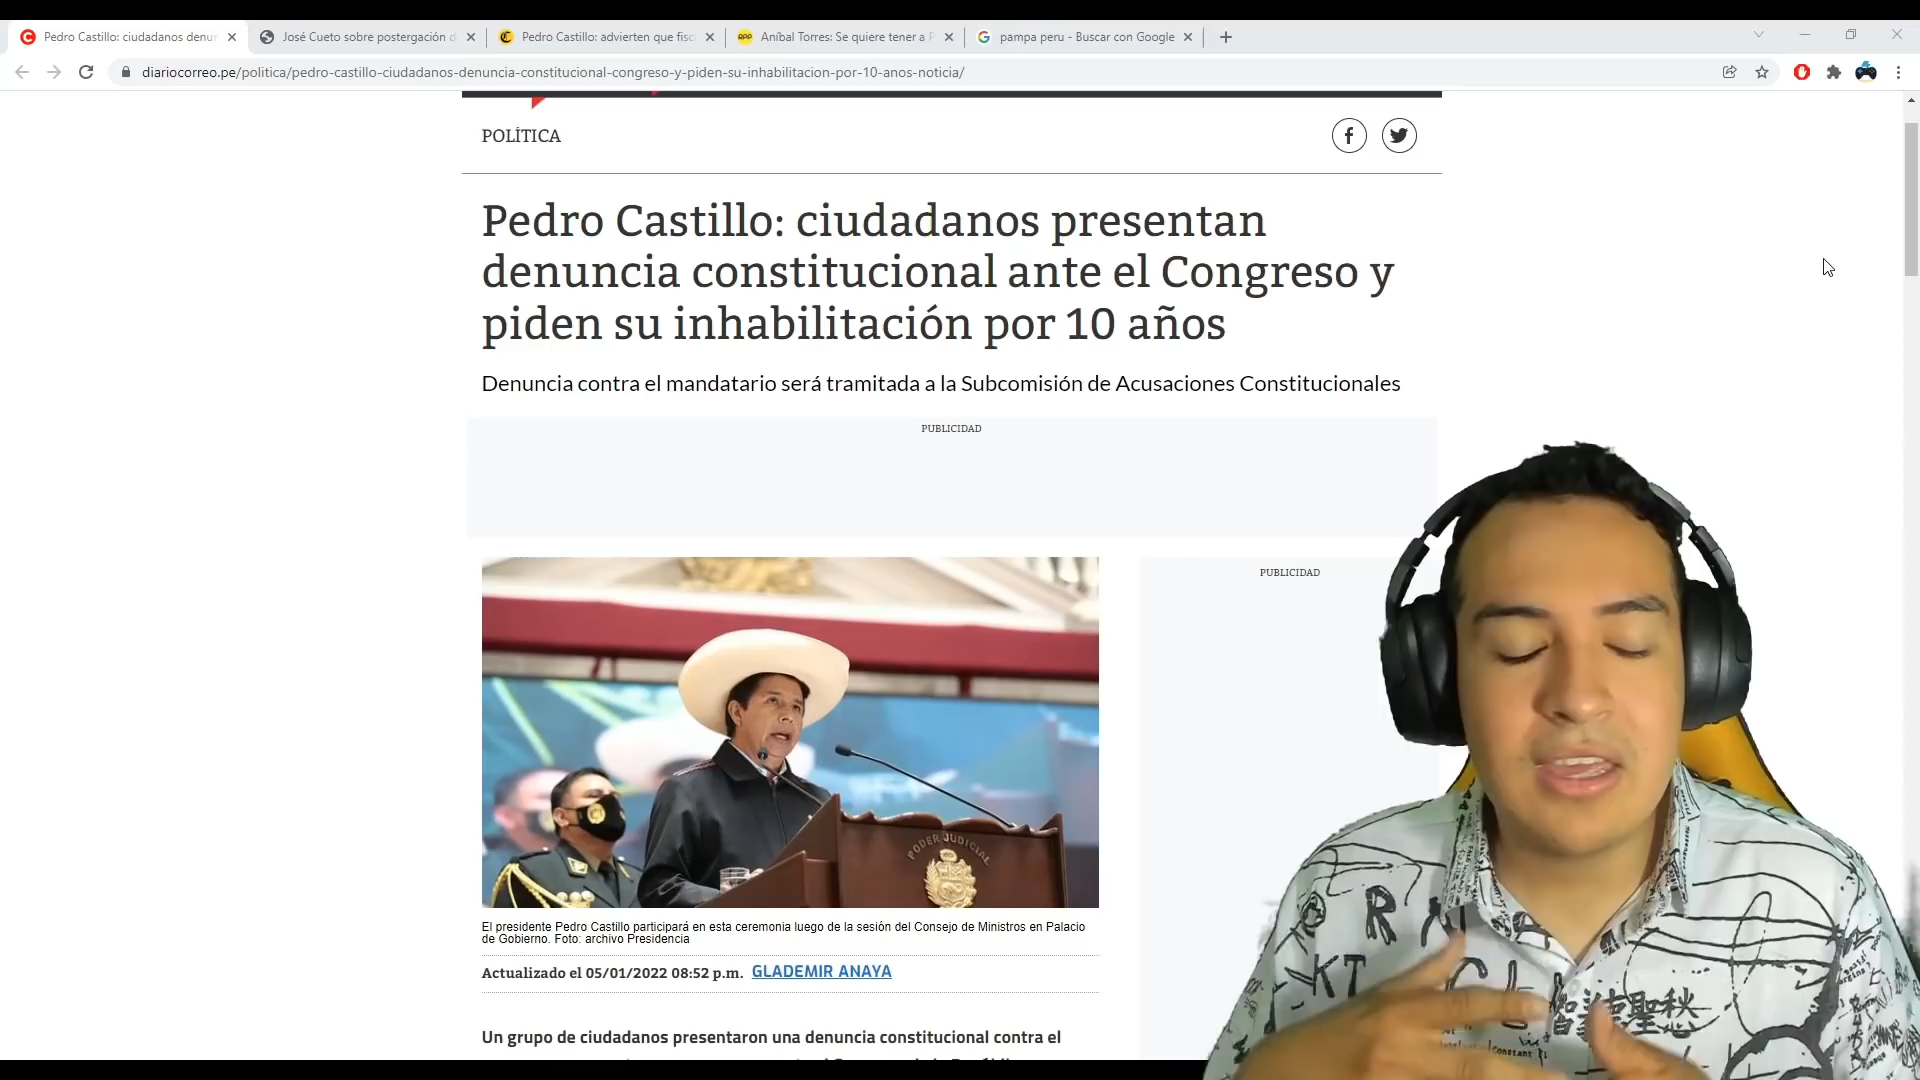 Pedro Castillo: ciudadanos denun
José Cueto sobre postergación d
Pedro Castillo: advierten que fisc
Aníbal Torres: Se quiere tener a P
pampa peru - Buscar con Google
diariocorreo.pe/politica/pedro-castillo-ciudadanos-denuncia-constitucional-congreso-y-piden-su-inhabilitacion-por-10-anos-noticia/
POLÍTICA
Pedro Castillo: ciudadanos presentan
denuncia constitucional ante el Congreso y
piden su inhabilitación por 10 años
Denuncia contra el mandatario será tramitada a la Subcomisión de Acusaciones Constitucionales
PUBLICIDAD
PUBLICIDAD
PODER JUDICIAL
El presidente Pedro Castillo participará en esta ceremonia luego de la sesión del Consejo de Ministros en Palacio
de Gobierno. Foto: archivo Presidencia
Actualizado el 05/01/2022 08:52 p.m. GLADEMIR ANAYA
Un grupo de ciudadanos presentaron una denuncia constitucional contra el